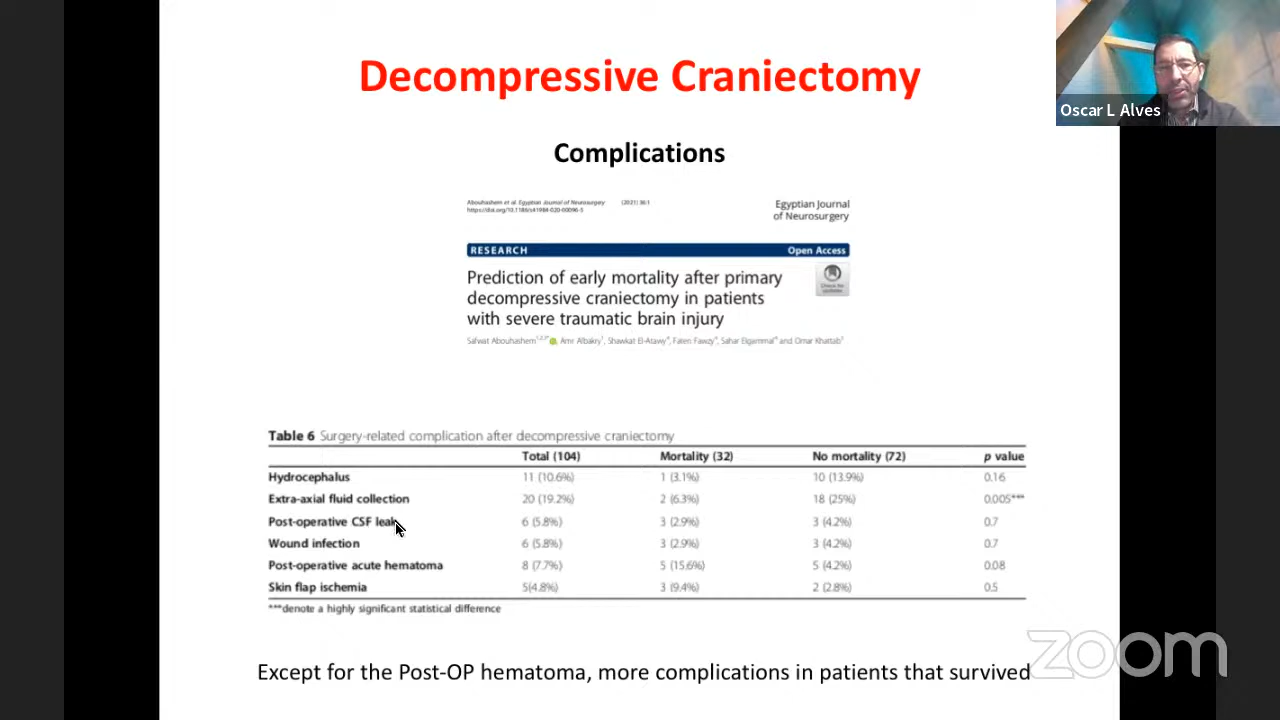 Decompressive Craniectomy
Oscar L Alves
Complications
Abouhashem et al. Egyptian Journal of Neurosurgery (2021) 36:1
https://doi.org/10.1186/s41984-020-00096-5
Egyptian Journal
of Neurosurgery
RESEARCH Open Access
Prediction of early mortality after primary
decompressive craniectomy in patients
with severe traumatic brain injury
Check for
updates
Safwat Abouhashem, Amr Albakry, Shawkat El-Atawy, Faten Fawzy, Sahar Elgammal and Omar Khattab
Table 6 Surgery-related complication after decompressive craniectomy
Total (104) Mortality (32) No mortality (72) p value
Hydrocephalus 11 (10.6%) 1 (3.1%) 10 (13.9%) 0.16
Extra-axial fluid collection 20 (19.2%) 2 (6.3%) 18 (25%) 0.005***
Post-operative CSF leak 6 (5.8%) 3 (2.9%) 3 (4.2%) 0.7
Wound infection 6 (5.8%) 3 (2.9%) 3 (4.2%) 0.7
Post-operative acute hematoma 8 (7.7%) 5 (15.6%) 5 (4.2%) 0.08
Skin flap ischemia 5(4.8%) 3 (9.4%) 2 (2.8%) 0.5
***denote a highly significant statistical difference
Except for the Post-OP hematoma, more complications in patients that survived
zoom